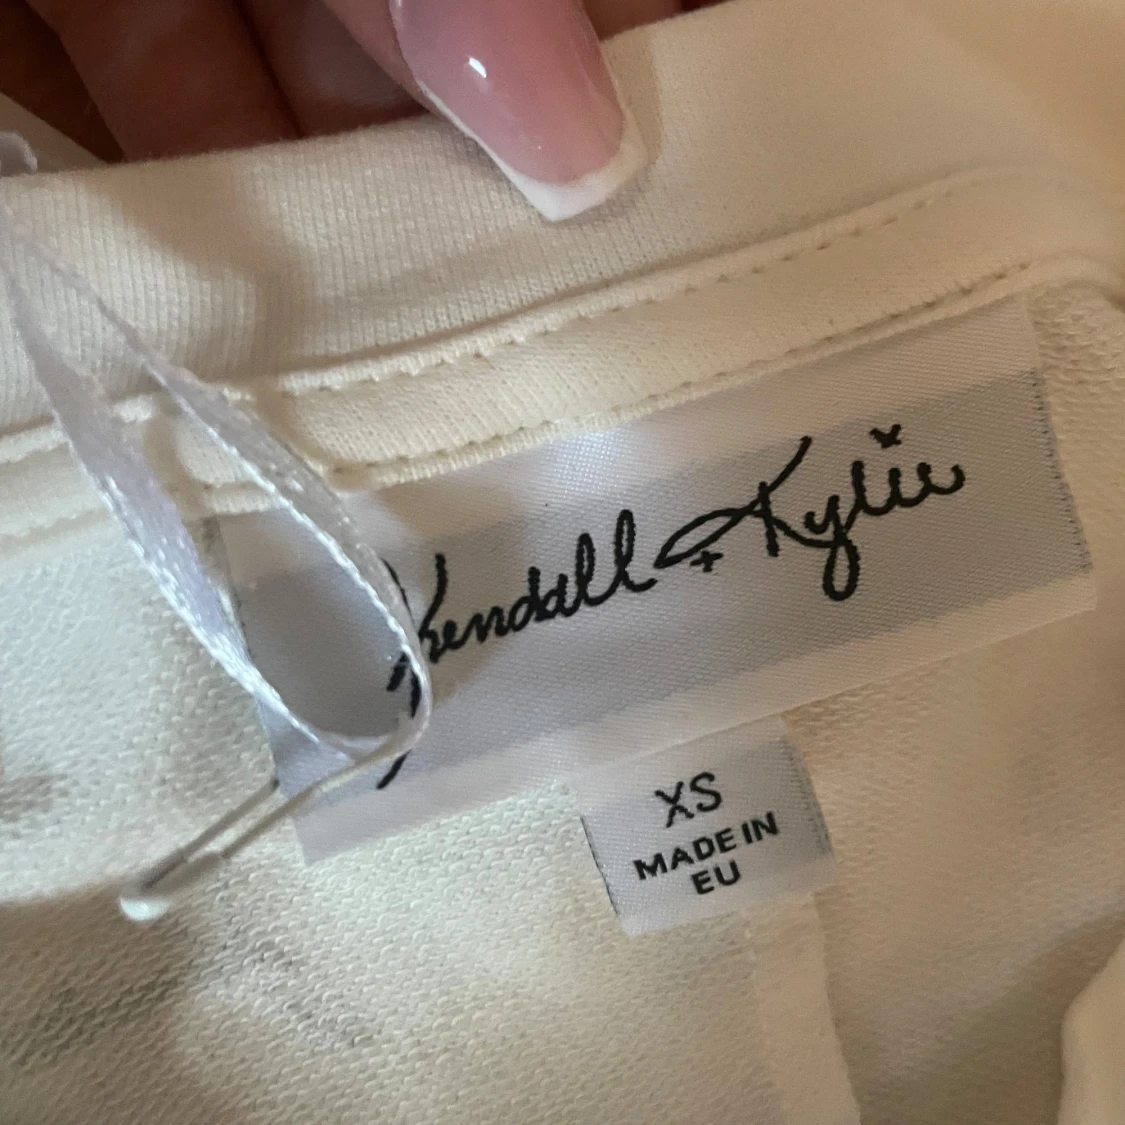 Kendall + Kylie
XS
MADE IN
EU